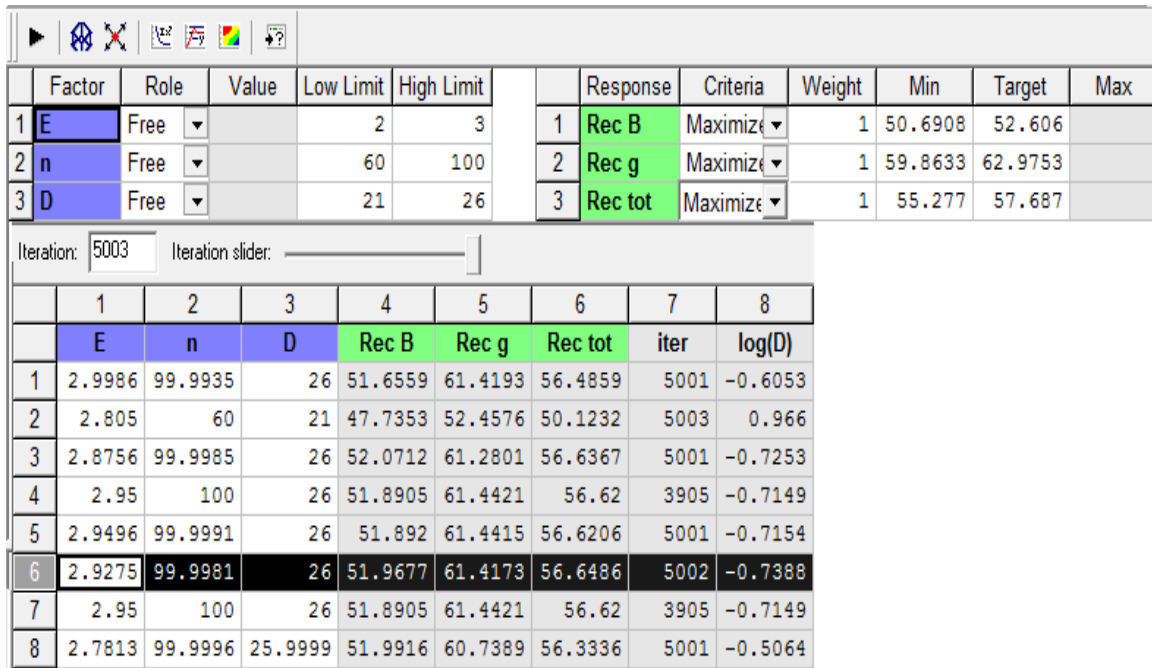 Factor Role Value Low Limit High Limit Response Criteria Weight Min Target Max
1 E Free 2 3 1 Rec B Maximize 1 50.6908 52.606
2 n Free 60 100 2 Rec g Maximize 1 59.8633 62.9753
3 D Free 21 26 3 Rec tot Maximize 1 55.277 57.687
Iteration: 5003 Iteration slider:
1 2 3 4 5 6 7 8
E n D Rec B Rec g Rec tot iter log(D)
1 2.9986 99.9935 26 51.6559 61.4193 56.4859 5001 -0.6053
2 2.805 60 21 47.7353 52.4576 50.1232 5003 0.966
3 2.8756 99.9985 26 52.0712 61.2801 56.6367 5001 -0.7253
4 2.95 100 26 51.8905 61.4421 56.62 3905 -0.7149
5 2.9496 99.9991 26 51.892 61.4415 56.6206 5001 -0.7154
6 2.9275 99.9981 26 51.9677 61.4173 56.6486 5002 -0.7388
7 2.95 100 26 51.8905 61.4421 56.62 3905 -0.7149
8 2.7813 99.9996 25.9999 51.9916 60.7389 56.3336 5001 -0.5064